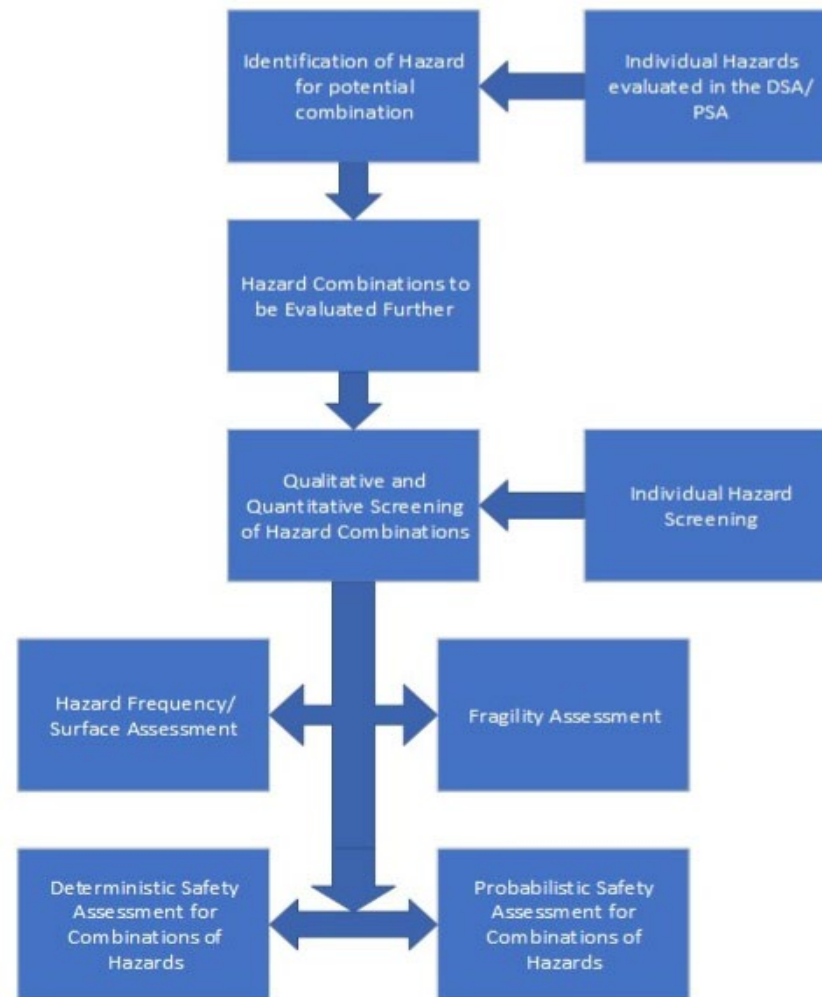 Identification of Hazard
for potential
combination
Individual Hazards
evaluated in the DSA/
PSA
Hazard Combinations to
be Evaluated Further
Qualitative and
Quantitative Screening
of Hazard Combinations
Individual Hazard
Screening
Hazard Frequency/
Surface Assessment
Fragility Assessment
Deterministic Safety
Assessment for
Combinations of
Hazards
Probabilistic Safety
Assessment for
Combinations of
Hazards